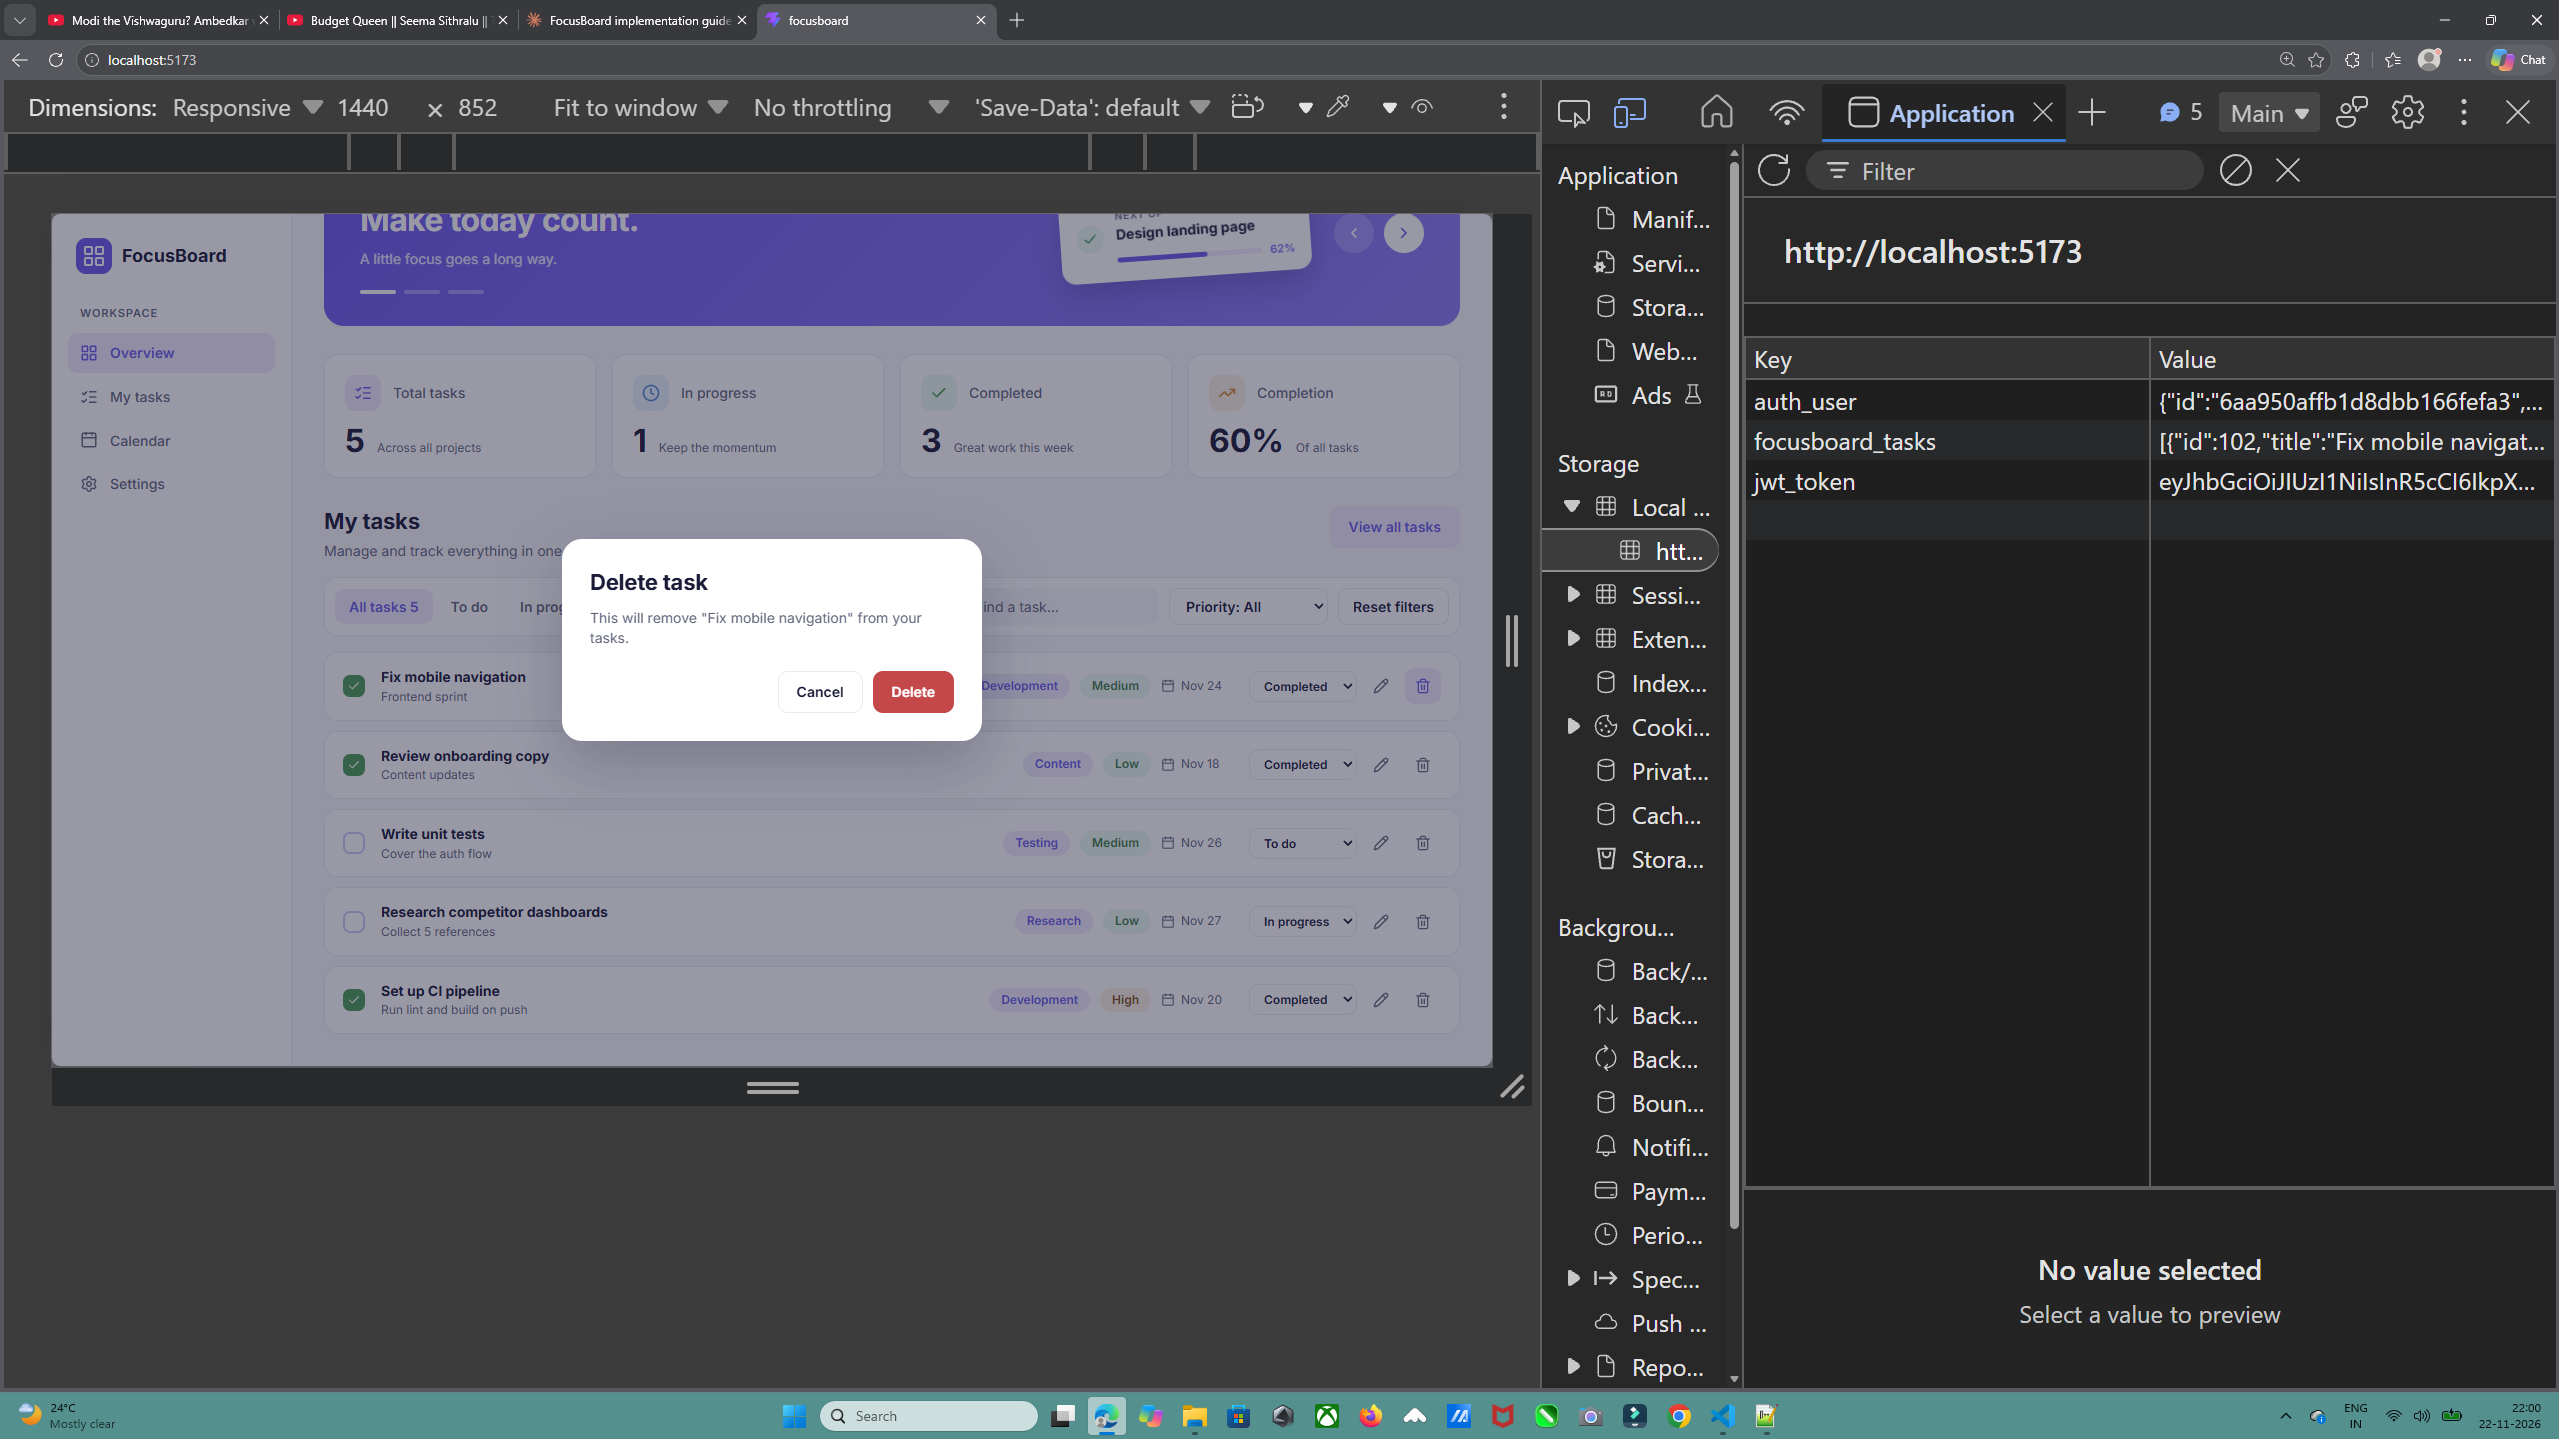 Modi the Vishwaguru? Ambedkar
Budget Queen || Seema Sithralu ||
FocusBoard implementation guide
focusboard
localhost:5173
Chat
Dimensions: Responsive 1440 × 852 Fit to window No throttling 'Save-Data': default
Application 5 Main
FocusBoard
WORKSPACE
Overview
My tasks
Calendar
Settings
Make today count.
A little focus goes a long way.
NEXT UP
Design landing page
62%
Total tasks
5 Across all projects
In progress
1 Keep the momentum
Completed
3 Great work this week
Completion
60% Of all tasks
My tasks
Manage and track everything in one
View all tasks
All tasks 5 To do In prog
ind a task... Priority: All Reset filters
Delete task
This will remove "Fix mobile navigation" from your
tasks.
Cancel Delete
Fix mobile navigation
Frontend sprint
Development Medium Nov 24 Completed
Review onboarding copy
Content updates
Content Low Nov 18 Completed
Write unit tests
Cover the auth flow
Testing Medium Nov 26 To do
Research competitor dashboards
Collect 5 references
Research Low Nov 27 In progress
Set up CI pipeline
Run lint and build on push
Development High Nov 20 Completed
Application
Manif...
Servi...
Stora...
Web...
Ads
Storage
Local ...
htt...
Sessi...
Exten...
Index...
Cooki...
Privat...
Cach...
Stora...
Backgrou...
Back/...
Back...
Back...
Boun...
Notifi...
Paym...
Perio...
Spec...
Push ...
Repo...
Filter
http://localhost:5173
Key Value
auth_user {"id":"6aa950affb1d8dbb166fefa3",...
focusboard_tasks [{"id":102,"title":"Fix mobile navigat...
jwt_token eyJhbGciOiJIUzI1NiIsInR5cCI6IkpX...
No value selected
Select a value to preview
24°C
Mostly clear
Search
ENG
IN
22:00
22-11-2026